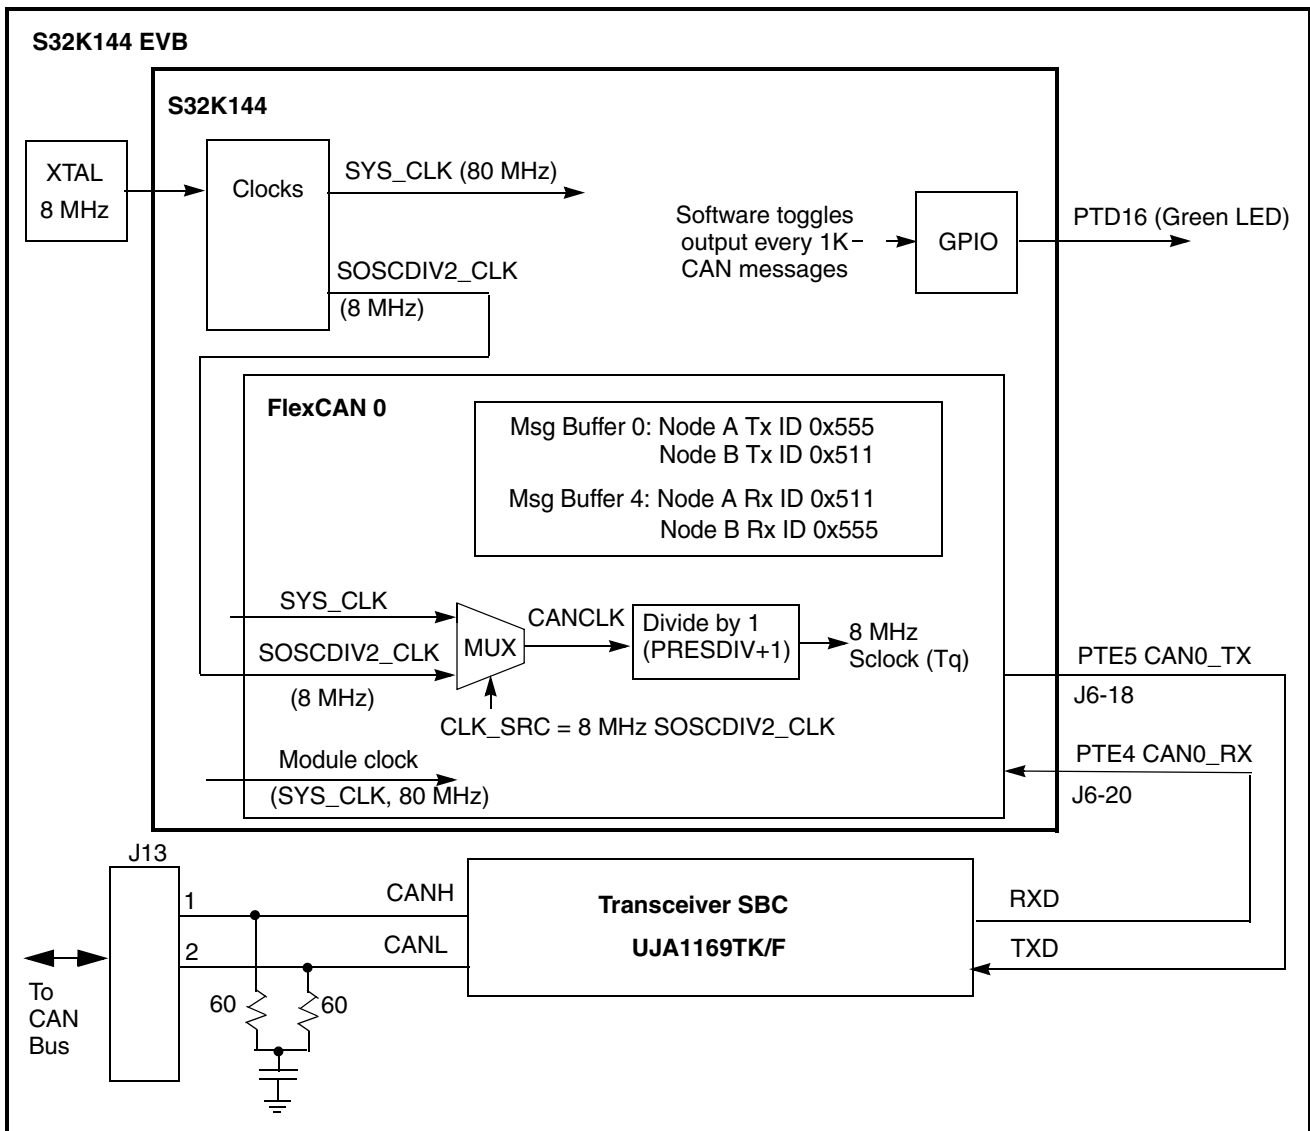 S32K144 EVB
S32K144
XTAL
8 MHz
Clocks
SYS_CLK (80 MHz)
SOSCDIV2_CLK
(8 MHz)
Software toggles
output every 1K
CAN messages
GPIO
PTD16 (Green LED)
FlexCAN 0
Msg Buffer 0: Node A Tx ID 0x555
Node B Tx ID 0x511
Msg Buffer 4: Node A Rx ID 0x511
Node B Rx ID 0x555
SYS_CLK
SOSCDIV2_CLK
(8 MHz)
MUX
CANCLK
Divide by 1
(PRESDIV+1)
8 MHz
Sclock (Tq)
CLK_SRC = 8 MHz SOSCDIV2_CLK
Module clock
(SYS_CLK, 80 MHz)
PTE5 CAN0_TX
J6-18
PTE4 CAN0_RX
J6-20
J13
1
2
CANH
CANL
Transceiver SBC
UJA1169TK/F
RXD
TXD
To
CAN
Bus
60
60